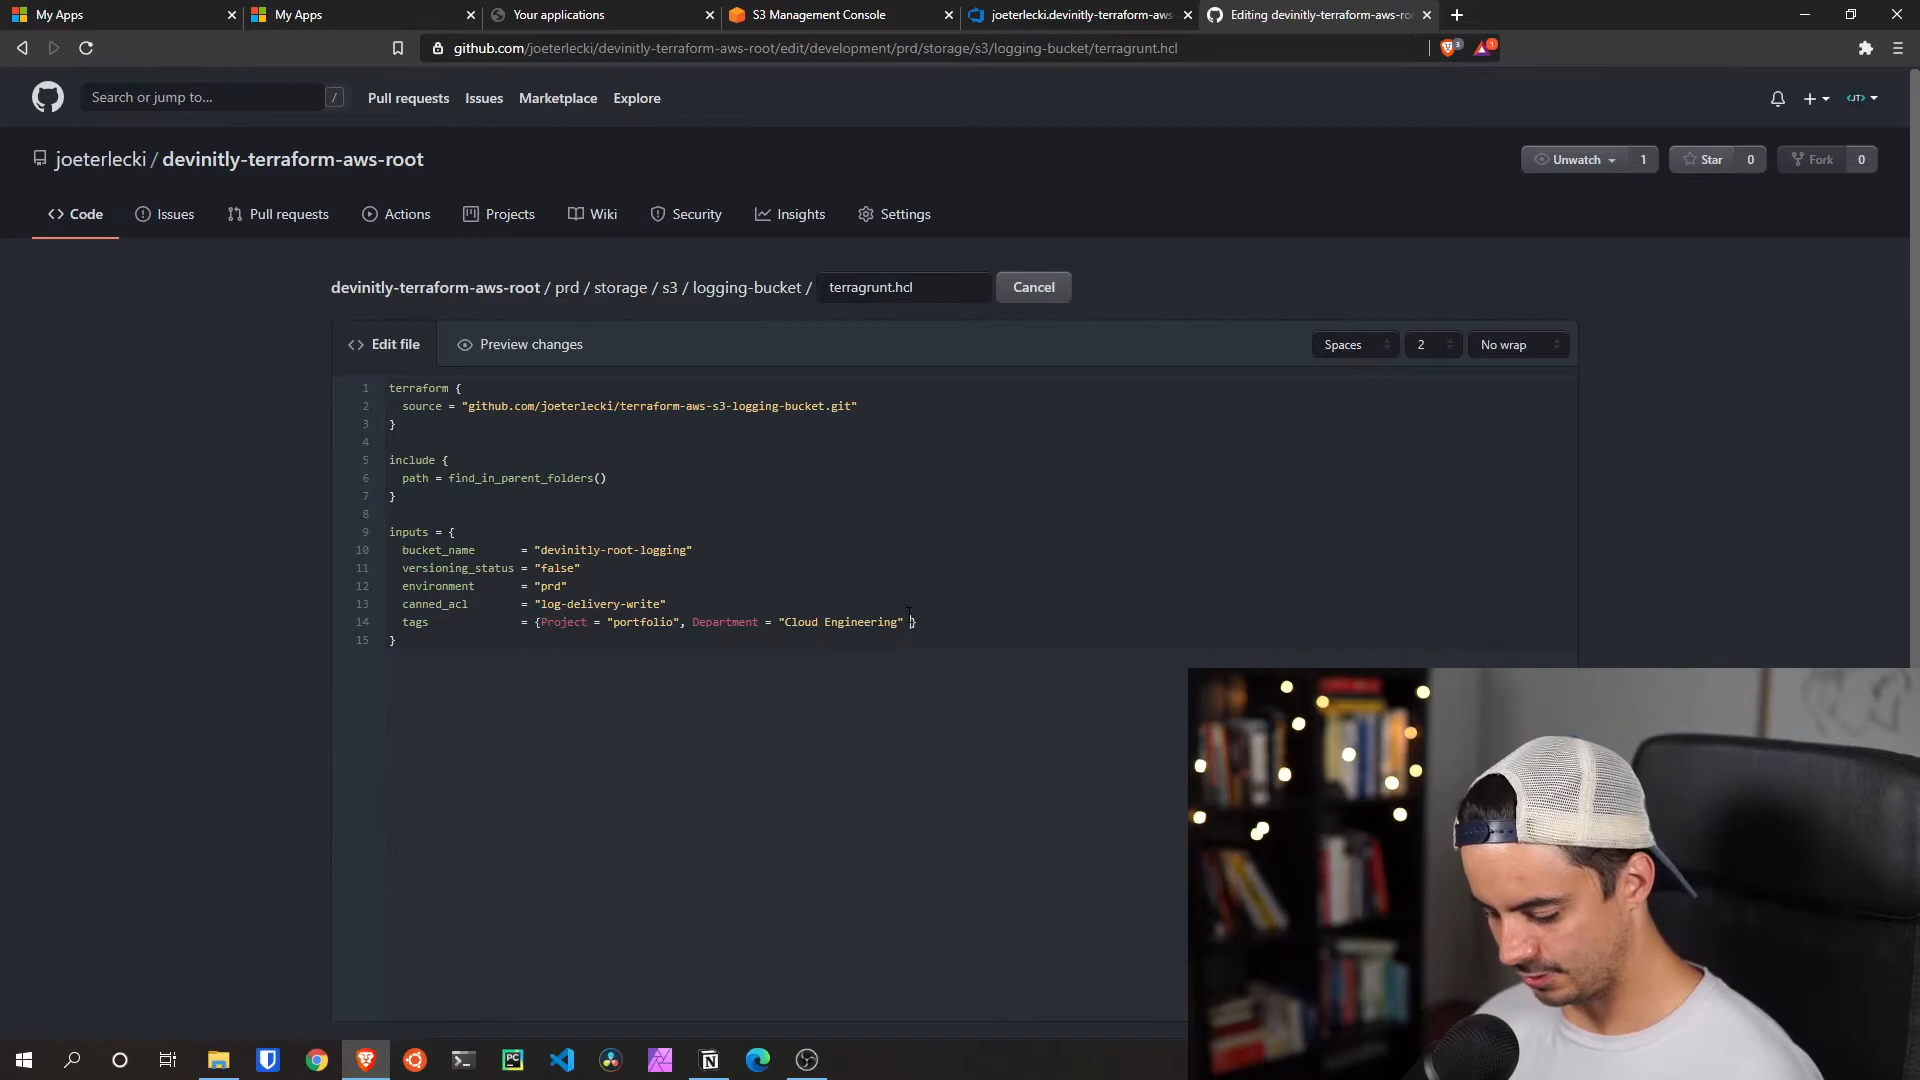 My Apps
My Apps
Your applications
S3 Management Console
joeterlecki.devinitly-terraform-aws
Editing devinitly-terraform-aws-ro
github.com/joeterlecki/devinitly-terraform-aws-root/edit/development/prd/storage/s3/logging-bucket/terragrunt.hcl
3
1
Search or jump to...
/
Pull requests
Issues
Marketplace
Explore
<JT>
joeterlecki / devinitly-terraform-aws-root
Unwatch 1
Star 0
Fork 0
Code
Issues
Pull requests
Actions
Projects
Wiki
Security
Insights
Settings
devinitly-terraform-aws-root / prd / storage / s3 / logging-bucket / terragrunt.hcl
Cancel
Edit file
Preview changes
Spaces
2
No wrap
1 terraform {
2 source = "github.com/joeterlecki/terraform-aws-s3-logging-bucket.git"
3 }
4
5 include {
6 path = find_in_parent_folders()
7 }
8
9 inputs = {
10 bucket_name = "devinitly-root-logging"
11 versioning_status = "false"
12 environment = "prd"
13 canned_acl = "log-delivery-write"
14 tags = {Project = "portfolio", Department = "Cloud Engineering" }
15 }
PC
N